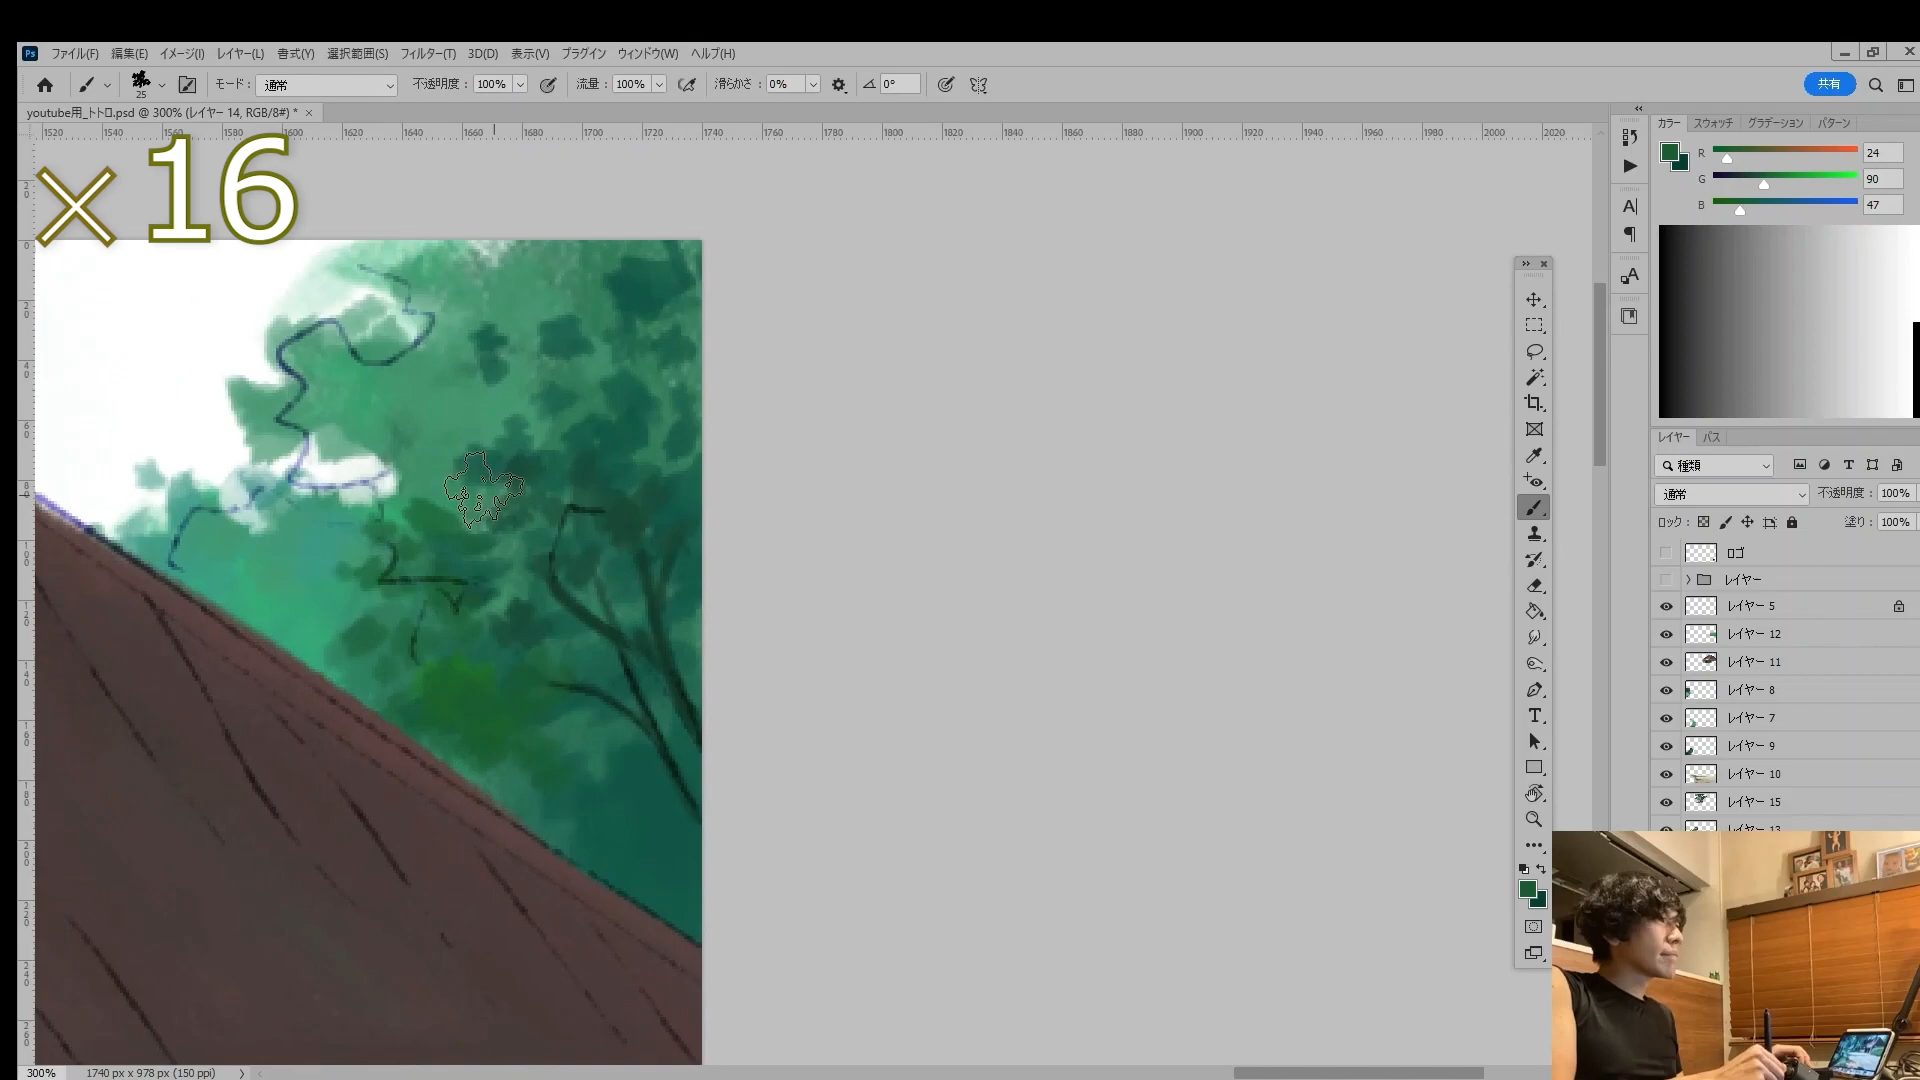 Ps ファイル(F) 編集(E) イメージ(I) レイヤー(L) 書式(Y) 選択範囲(S) フィルター(T) 3D(D) 表示(V) プラグイン ウィンドウ(W) ヘルプ(H)
25 モード : 通常 不透明度 : 100% 流量 : 100% 滑らかさ : 0% 0° 共有
youtube用_トトロ.psd @ 300% (レイヤー 14, RGB/8#) * ×
1520 1540 1560 1580 1600 1620 1640 1660 1680 1700 1720 1740 1760 1780 1800 1820 1840 1860 1880 1900 1920 1940 1960 1980 2000 2020
×16
カラー スウォッチ グラデーション パターン
R 24
G 90
B 47
レイヤー パス
種類
通常 不透明度 : 100%
ロック : 塗り : 100%
ロゴ
レイヤー
レイヤー 5
レイヤー 12
レイヤー 11
レイヤー 8
レイヤー 7
レイヤー 9
レイヤー 10
レイヤー 15
300% 1740 px x 978 px (150 ppi)